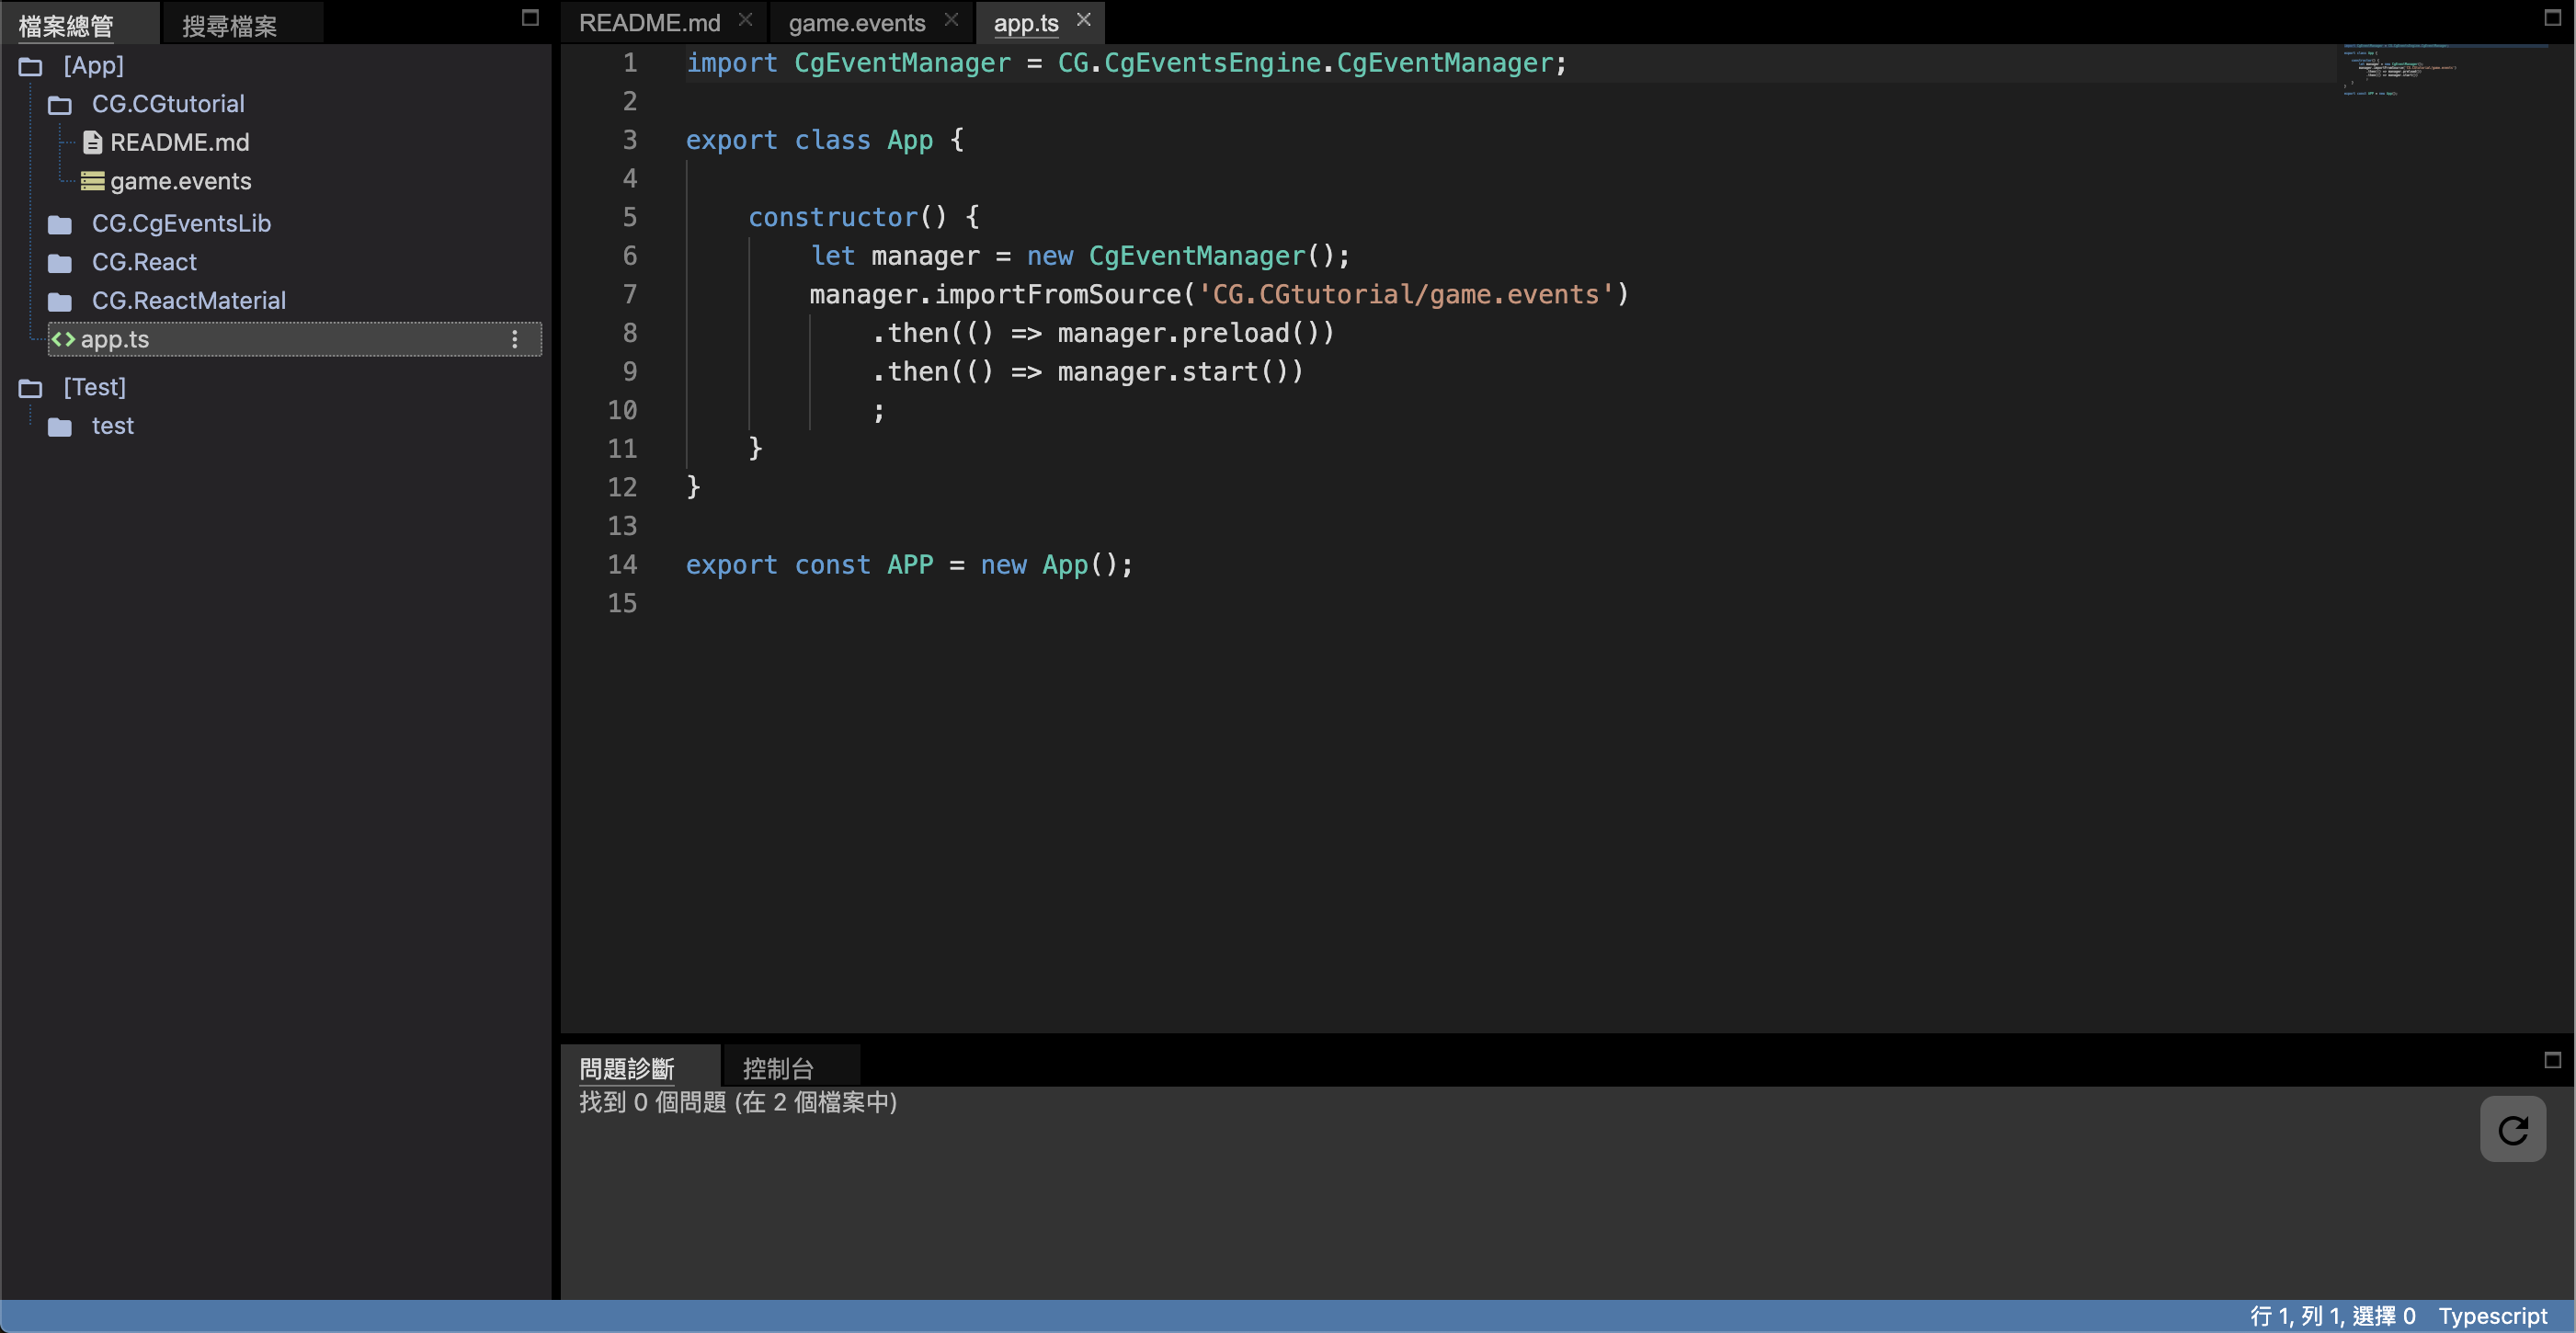 檔案總管 搜尋檔案
[App]
CG.CGtutorial
README.md
game.events
CG.CgEventsLib
CG.React
CG.ReactMaterial
app.ts
[Test]
test
README.md game.events app.ts
1 import CgEventManager = CG.CgEventsEngine.CgEventManager;
2
3 export class App {
4
5     constructor() {
6         let manager = new CgEventManager();
7         manager.importFromSource('CG.CGtutorial/game.events')
8             .then(() => manager.preload())
9             .then(() => manager.start())
10             ;
11     }
12 }
13
14 export const APP = new App();
15
問題診斷 控制台
找到 0 個問題 (在 2 個檔案中)
行 1, 列 1, 選擇 0 Typescript